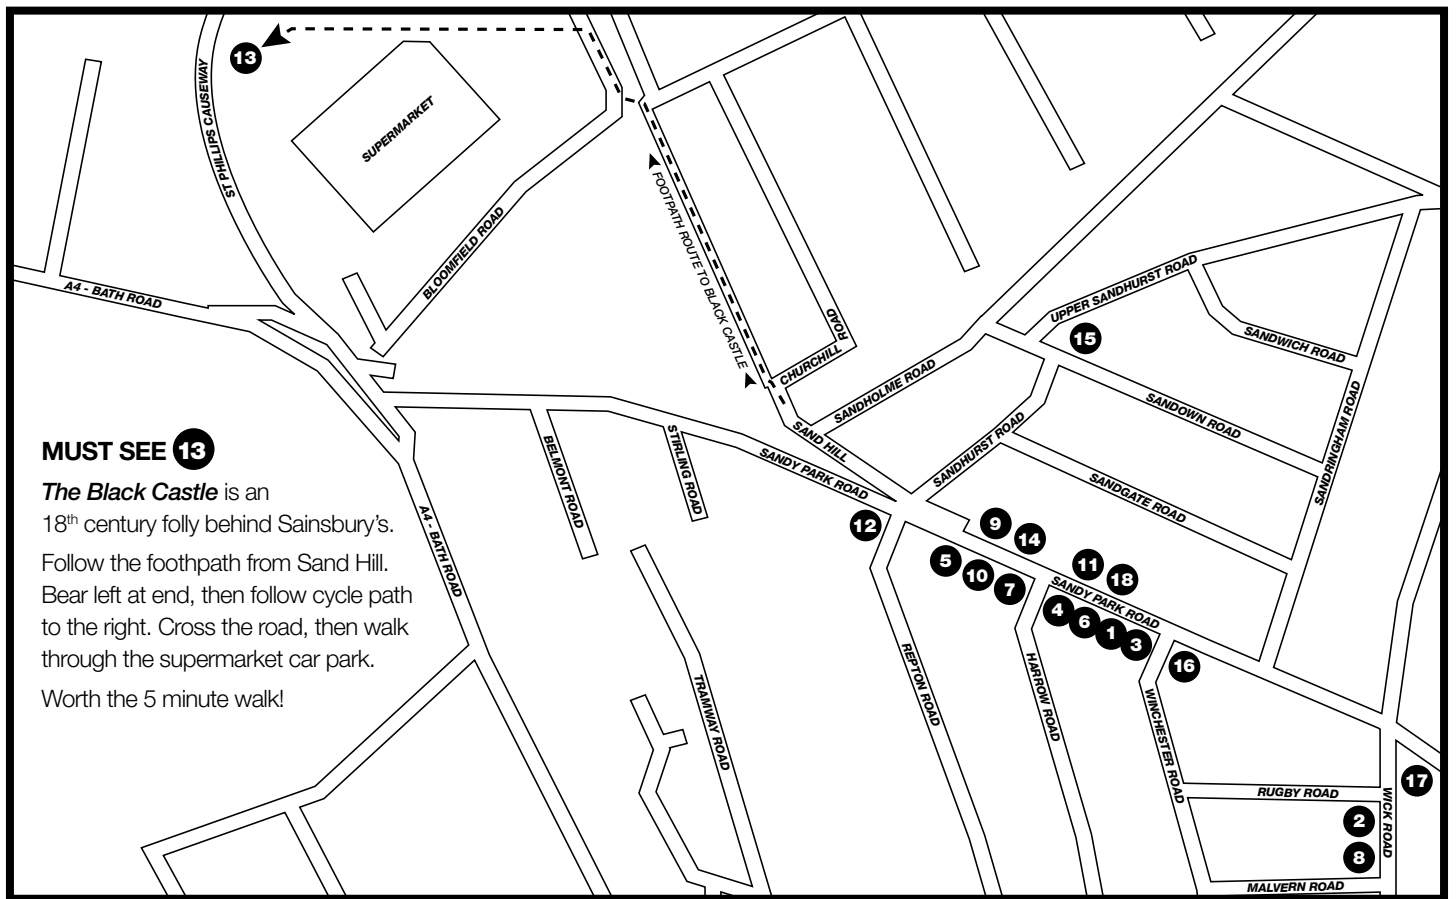 13
ST PHILLIPS CAUSEWAY
SUPERMARKET
BLOOMFIELD ROAD
A4 - BATH ROAD
FOOTPATH ROUTE TO BLACK CASTLE
CHURCHILL
ROAD
SANDHOLME ROAD
UPPER SANDHURST ROAD
SANDWICH ROAD
15
SANDOWN ROAD
SANDRINGHAM ROAD
SANDHURST ROAD
SANDGATE ROAD
SAND HILL
SANDY PARK ROAD
BELMONT ROAD
STIRLING ROAD
MUST SEE 13
The Black Castle is an
18th century folly behind Sainsbury's.
Follow the foothpath from Sand Hill.
Bear left at end, then follow cycle path
to the right. Cross the road, then walk
through the supermarket car park.
Worth the 5 minute walk!
A4 - BATH ROAD
12
9
14
5
10
7
11
18
SANDY PARK ROAD
4
6
1
3
16
TRAMWAY ROAD
REPTON ROAD
HARROW ROAD
WINCHESTER ROAD
RUGBY ROAD
WICK ROAD
17
2
8
MALVERN ROAD